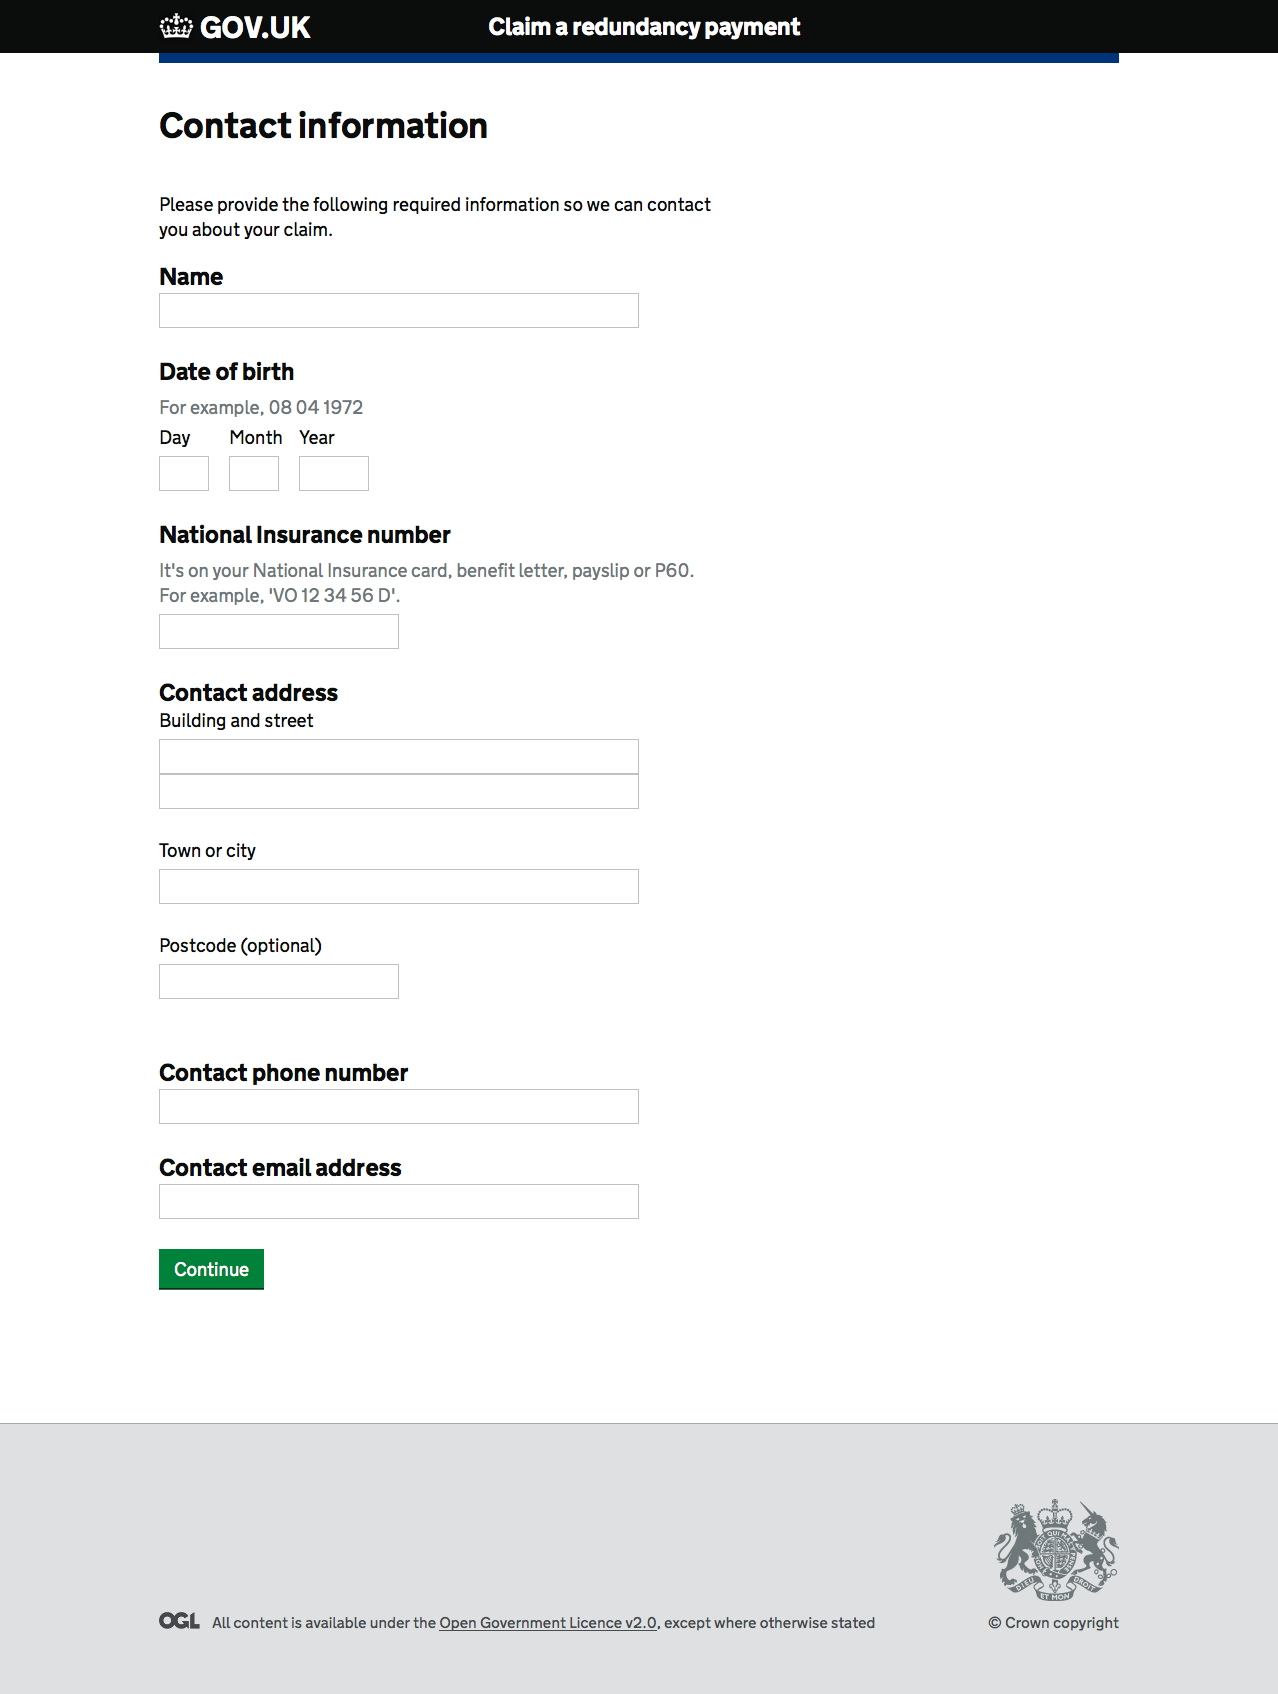 GOV.UK
Claim a redundancy payment
Contact information
Please provide the following required information so we can contact
you about your claim.
Name
Date of birth
For example, 08 04 1972
Day Month Year
National Insurance number
It's on your National Insurance card, benefit letter, payslip or P60.
For example, 'VO 12 34 56 D'.
Contact address
Building and street
Town or city
Postcode (optional)
Contact phone number
Contact email address
Continue
DIEU ET MON DROIT
OGL All content is available under the Open Government Licence v2.0, except where otherwise stated
© Crown copyright